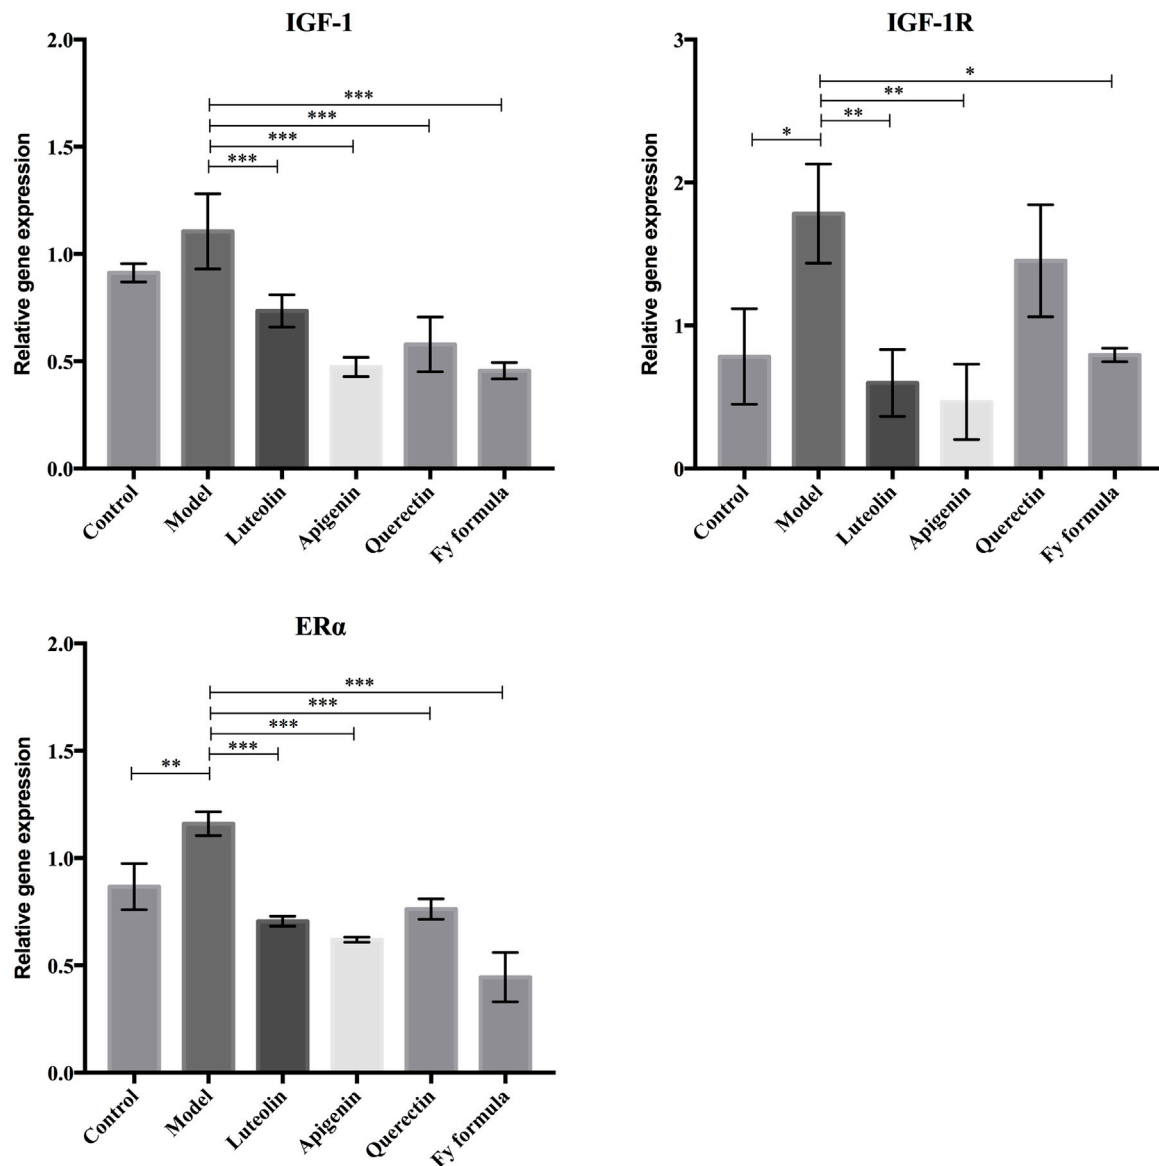 IGF-1
2.0
1.5
1.0
0.5
0.0
Relative gene expression
***
***
***
***
Control
Model
Luteolin
Apigenin
Querectin
Fy formula
IGF-1R
3
2
1
0
Relative gene expression
*
**
**
*
Control
Model
Luteolin
Apigenin
Querectin
Fy formula
ERα
2.0
1.5
1.0
0.5
0.0
Relative gene expression
***
***
***
***
**
Control
Model
Luteolin
Apigenin
Querectin
Fy formula